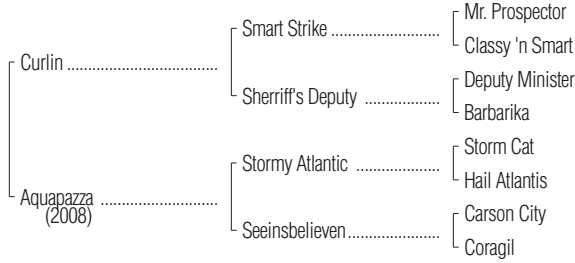 Mr. Prospector
Smart Strike ......................
Classy 'n Smart
Curlin ..............................
Deputy Minister
Sherriff's Deputy ...............
Barbarika
Storm Cat
Stormy Atlantic .................
Hail Atlantis
Aquapazza .......................
(2008)
Carson City
Seeinsbelieven...................
Coragil